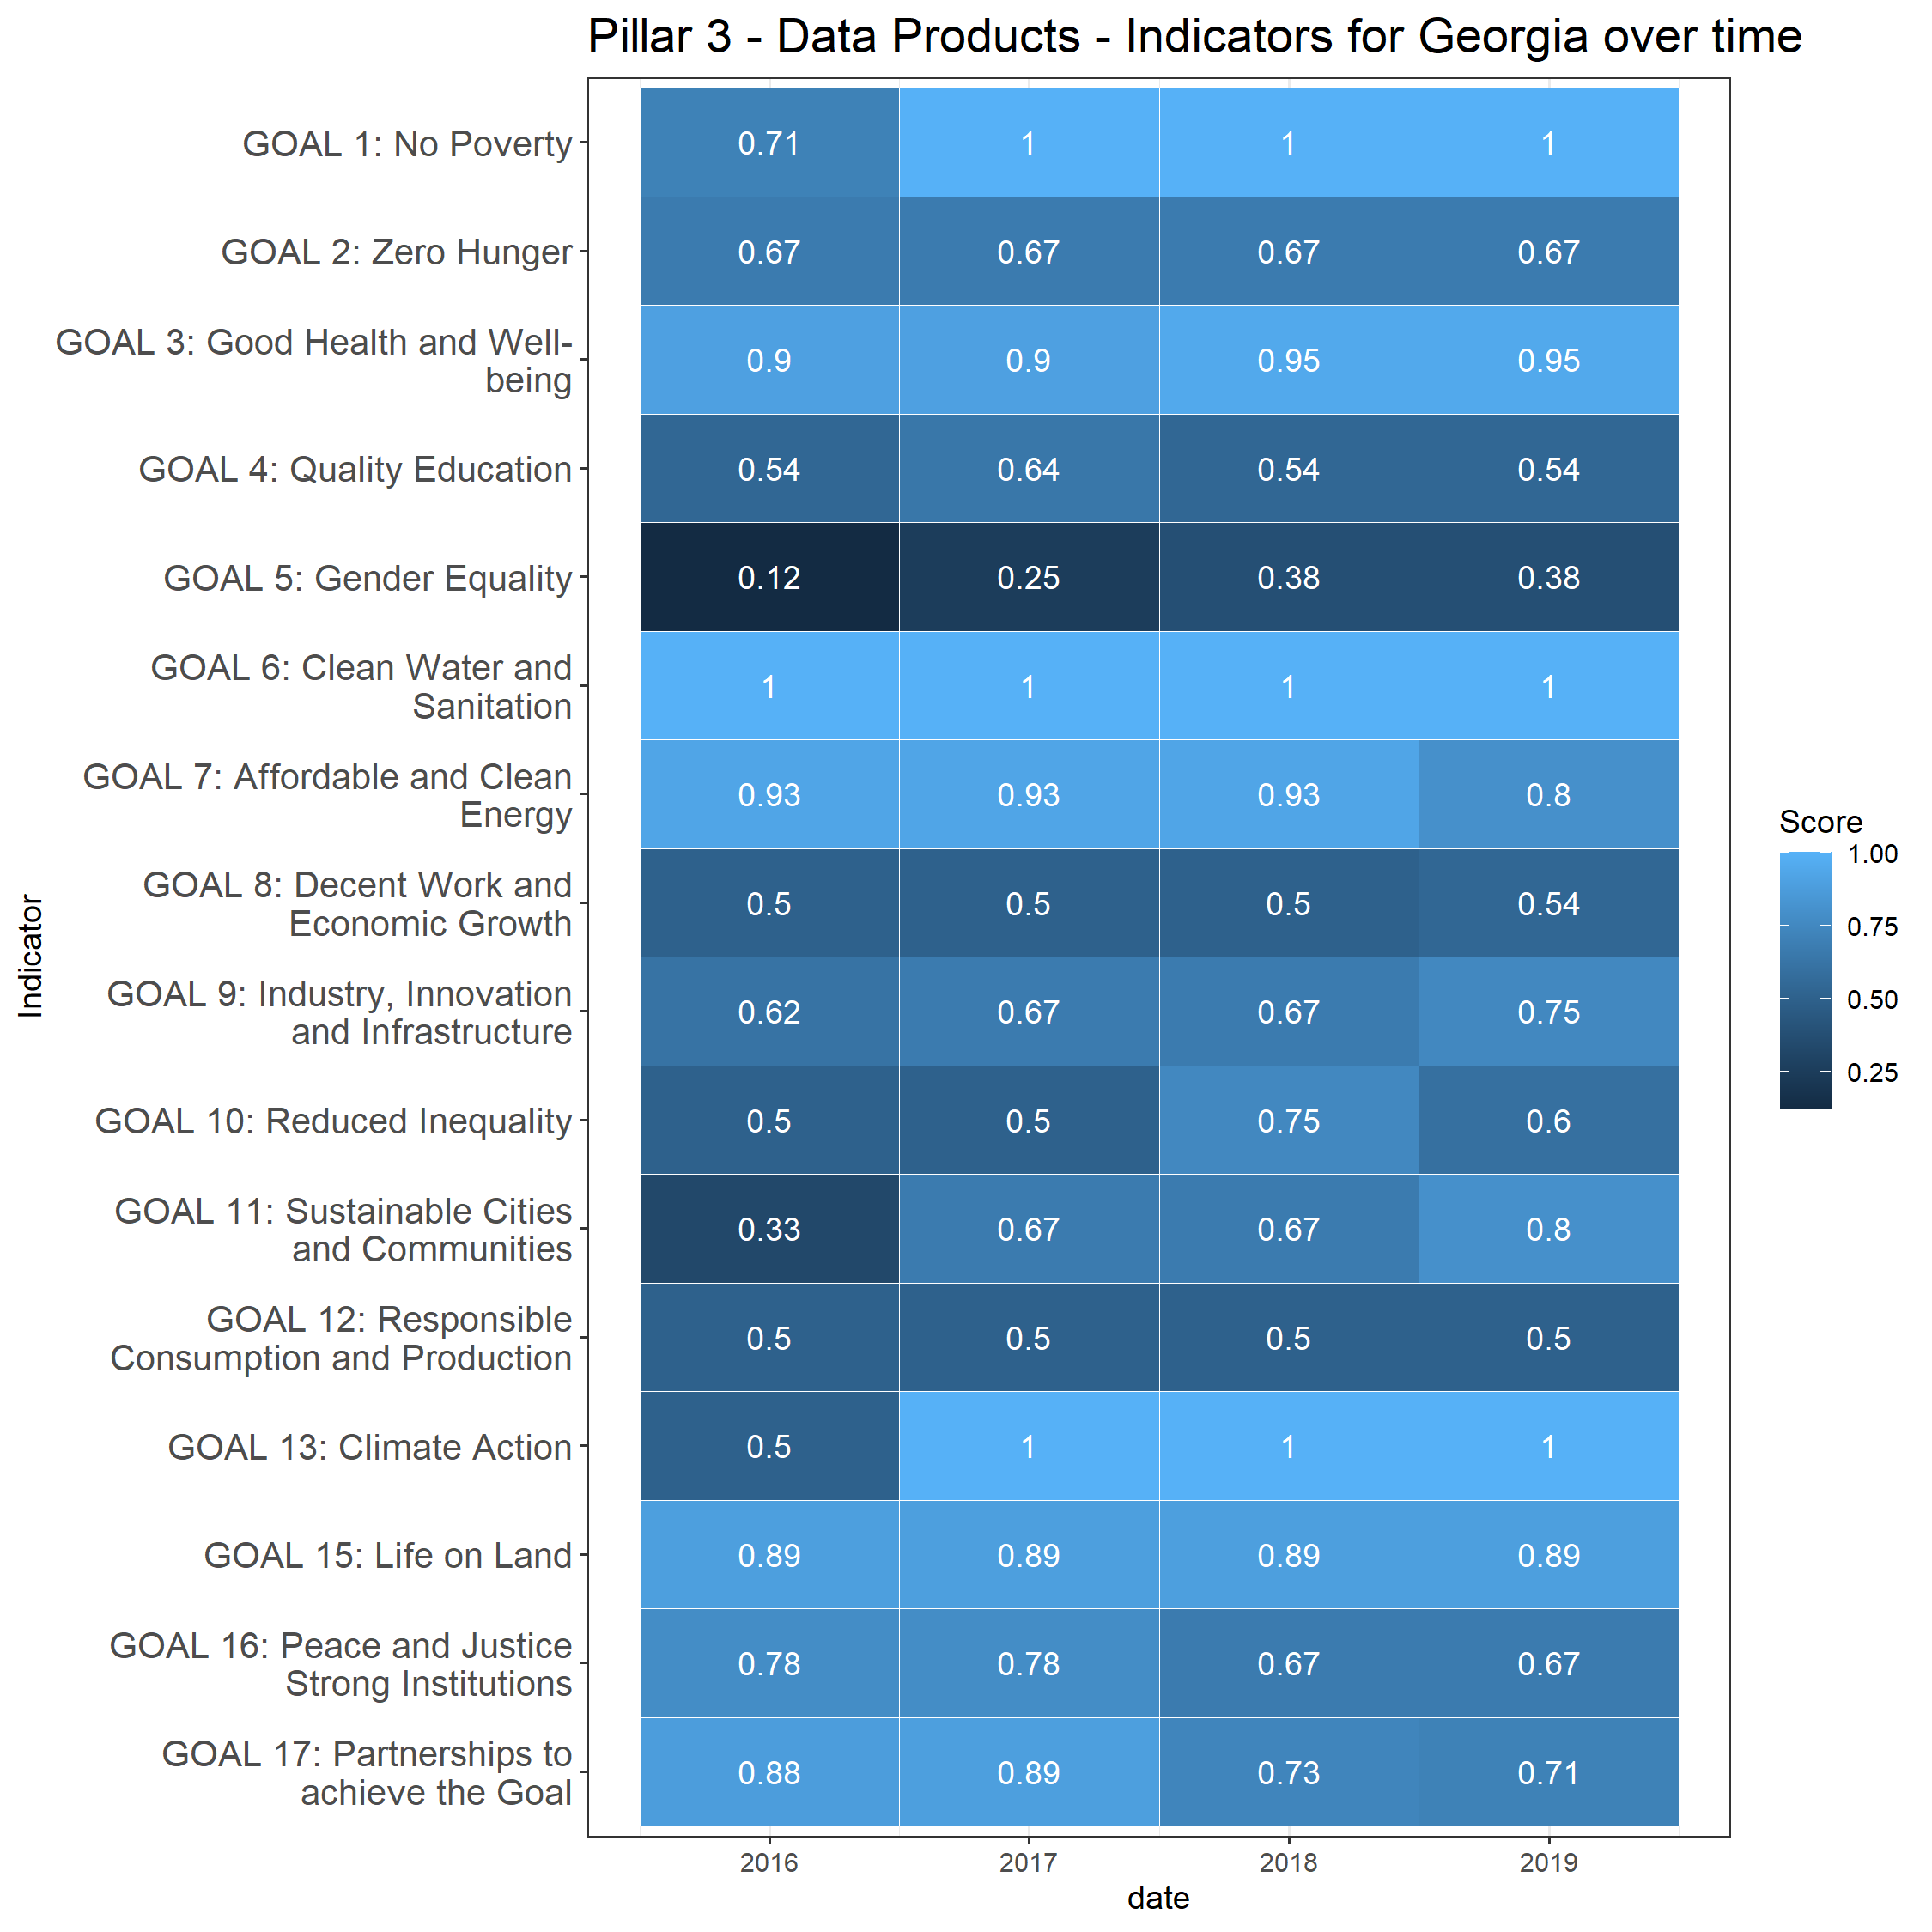 Pillar 3 - Data Products - Indicators for Georgia over time
Indicator
GOAL 1: No Poverty
0.71 1 1 1
GOAL 2: Zero Hunger
0.67 0.67 0.67 0.67
GOAL 3: Good Health and Well-
being
0.9 0.9 0.95 0.95
GOAL 4: Quality Education
0.54 0.64 0.54 0.54
GOAL 5: Gender Equality
0.12 0.25 0.38 0.38
GOAL 6: Clean Water and
Sanitation
1 1 1 1
GOAL 7: Affordable and Clean
Energy
0.93 0.93 0.93 0.8
GOAL 8: Decent Work and
Economic Growth
0.5 0.5 0.5 0.54
GOAL 9: Industry, Innovation
and Infrastructure
0.62 0.67 0.67 0.75
GOAL 10: Reduced Inequality
0.5 0.5 0.75 0.6
GOAL 11: Sustainable Cities
and Communities
0.33 0.67 0.67 0.8
GOAL 12: Responsible
Consumption and Production
0.5 0.5 0.5 0.5
GOAL 13: Climate Action
0.5 1 1 1
GOAL 15: Life on Land
0.89 0.89 0.89 0.89
GOAL 16: Peace and Justice
Strong Institutions
0.78 0.78 0.67 0.67
GOAL 17: Partnerships to
achieve the Goal
0.88 0.89 0.73 0.71
2016 2017 2018 2019
date
Score
1.00
0.75
0.50
0.25